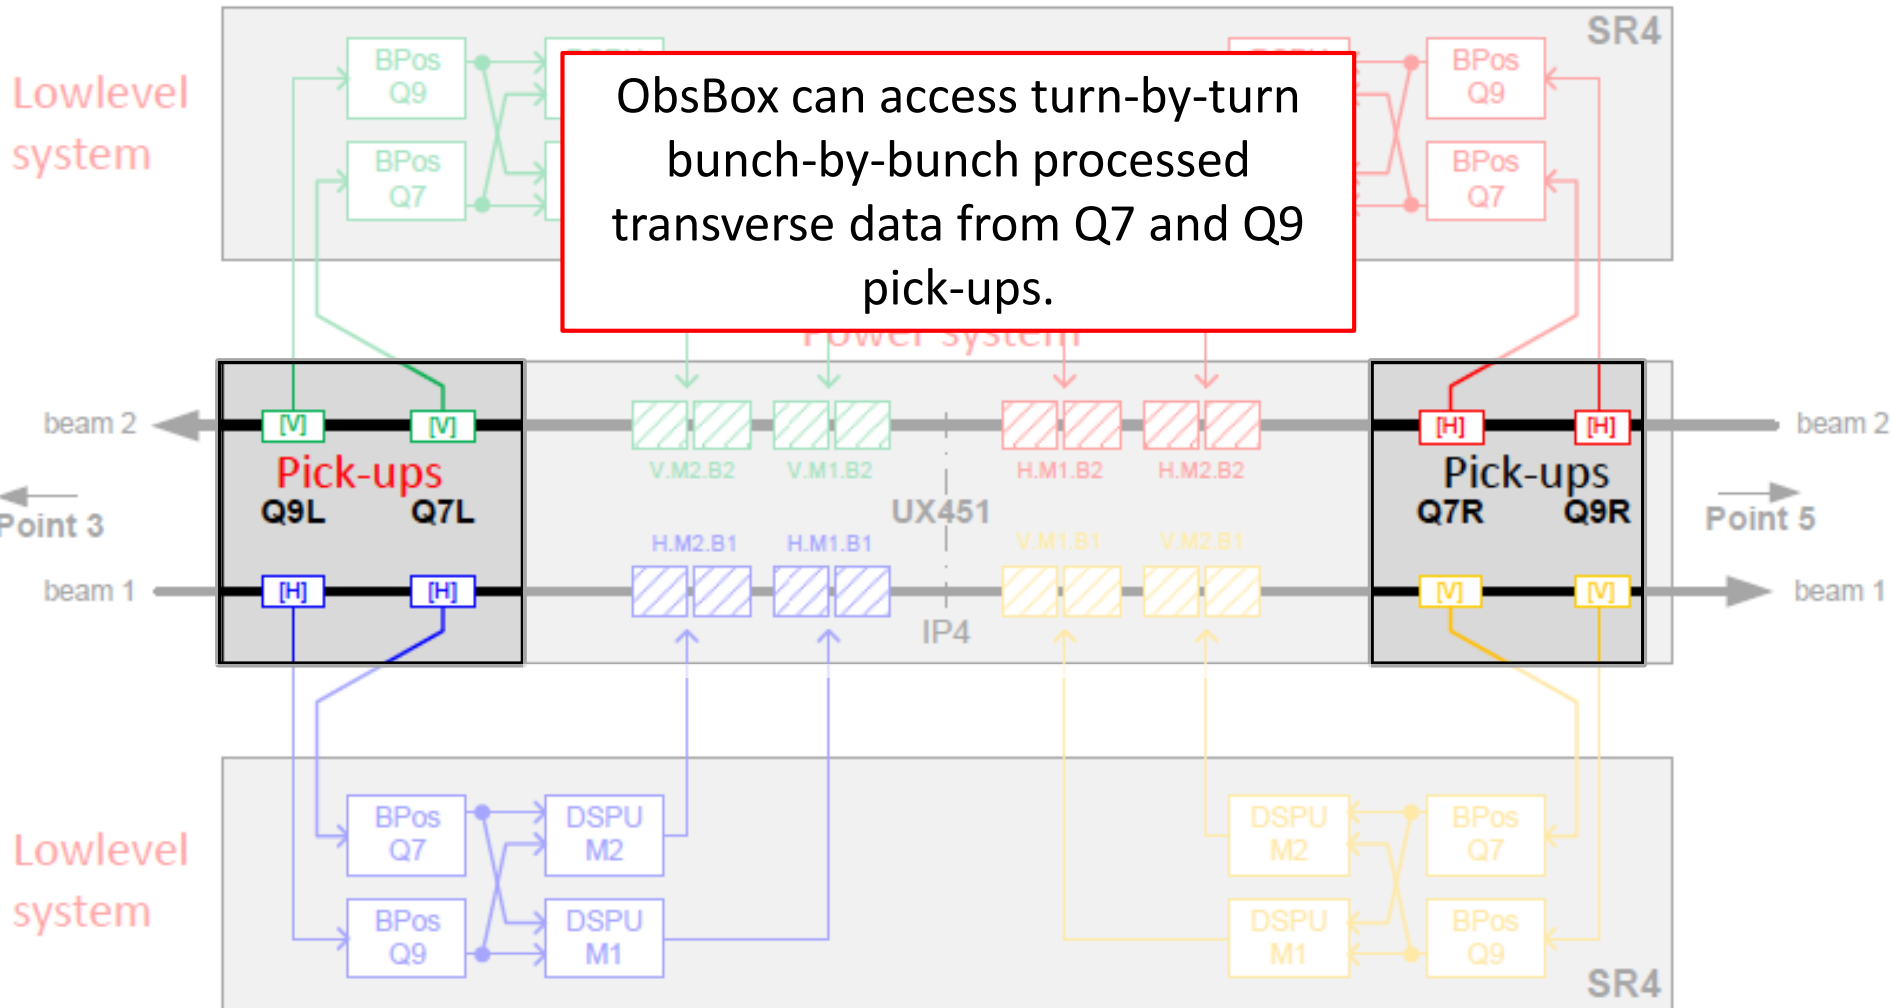 SR4
Lowlevel
system
BPos
Q9
BPos
Q7
ObsBox can access turn-by-turn
bunch-by-bunch processed
transverse data from Q7 and Q9
pick-ups.
BPos
Q9
BPos
Q7
Power system
beam 2
[V]
[V]
[H]
[H]
beam 2
Pick-ups
Q9L
Q7L
V.M2.B2
V.M1.B2
H.M1.B2
H.M2.B2
Pick-ups
Q7R
Q9R
Point 3
UX451
Point 5
H.M2.B1
H.M1.B1
V.M1.B1
V.M2.B1
beam 1
[H]
[H]
[V]
[V]
beam 1
IP4
Lowlevel
system
BPos
Q7
DSPU
M2
BPos
Q9
DSPU
M1
DSPU
M2
BPos
Q7
DSPU
M1
BPos
Q9
SR4